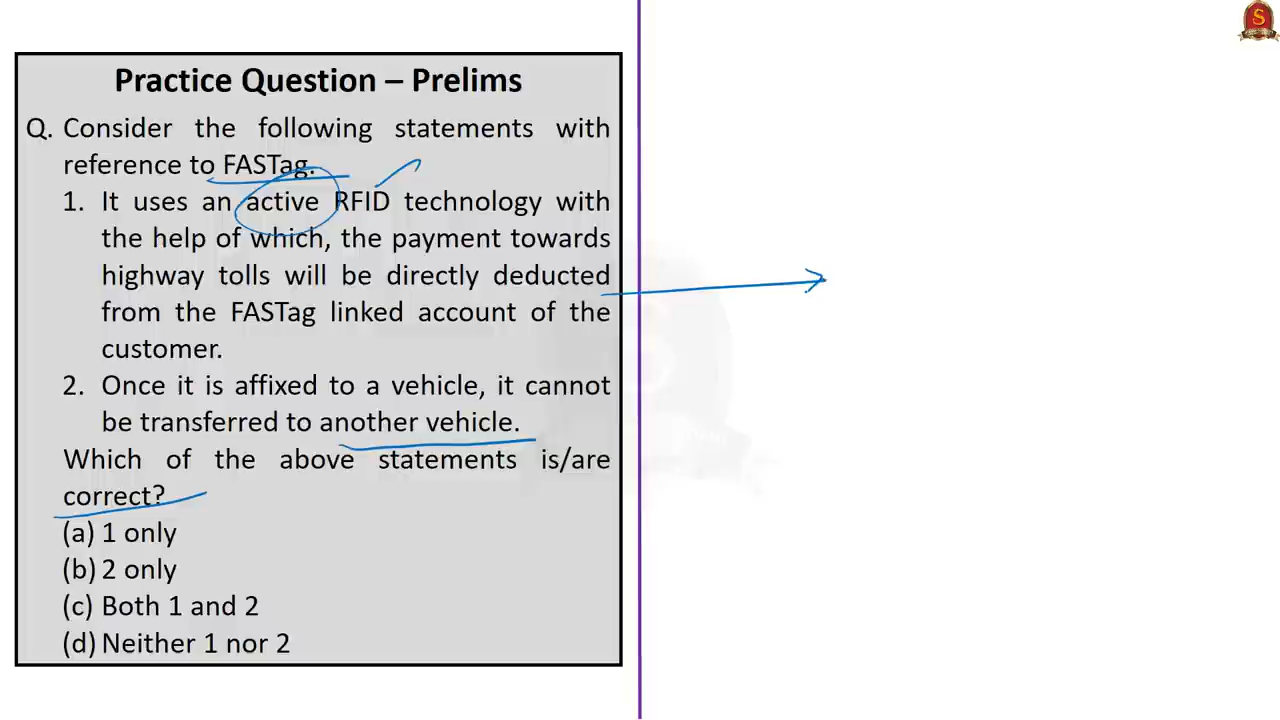 Practice Question – Prelims
Q. Consider the following statements with
reference to FASTag.
1. It uses an active RFID technology with
the help of which, the payment towards
highway tolls will be directly deducted
from the FASTag linked account of the
customer.
2. Once it is affixed to a vehicle, it cannot
be transferred to another vehicle.
Which of the above statements is/are
correct?
(a) 1 only
(b) 2 only
(c) Both 1 and 2
(d) Neither 1 nor 2
S